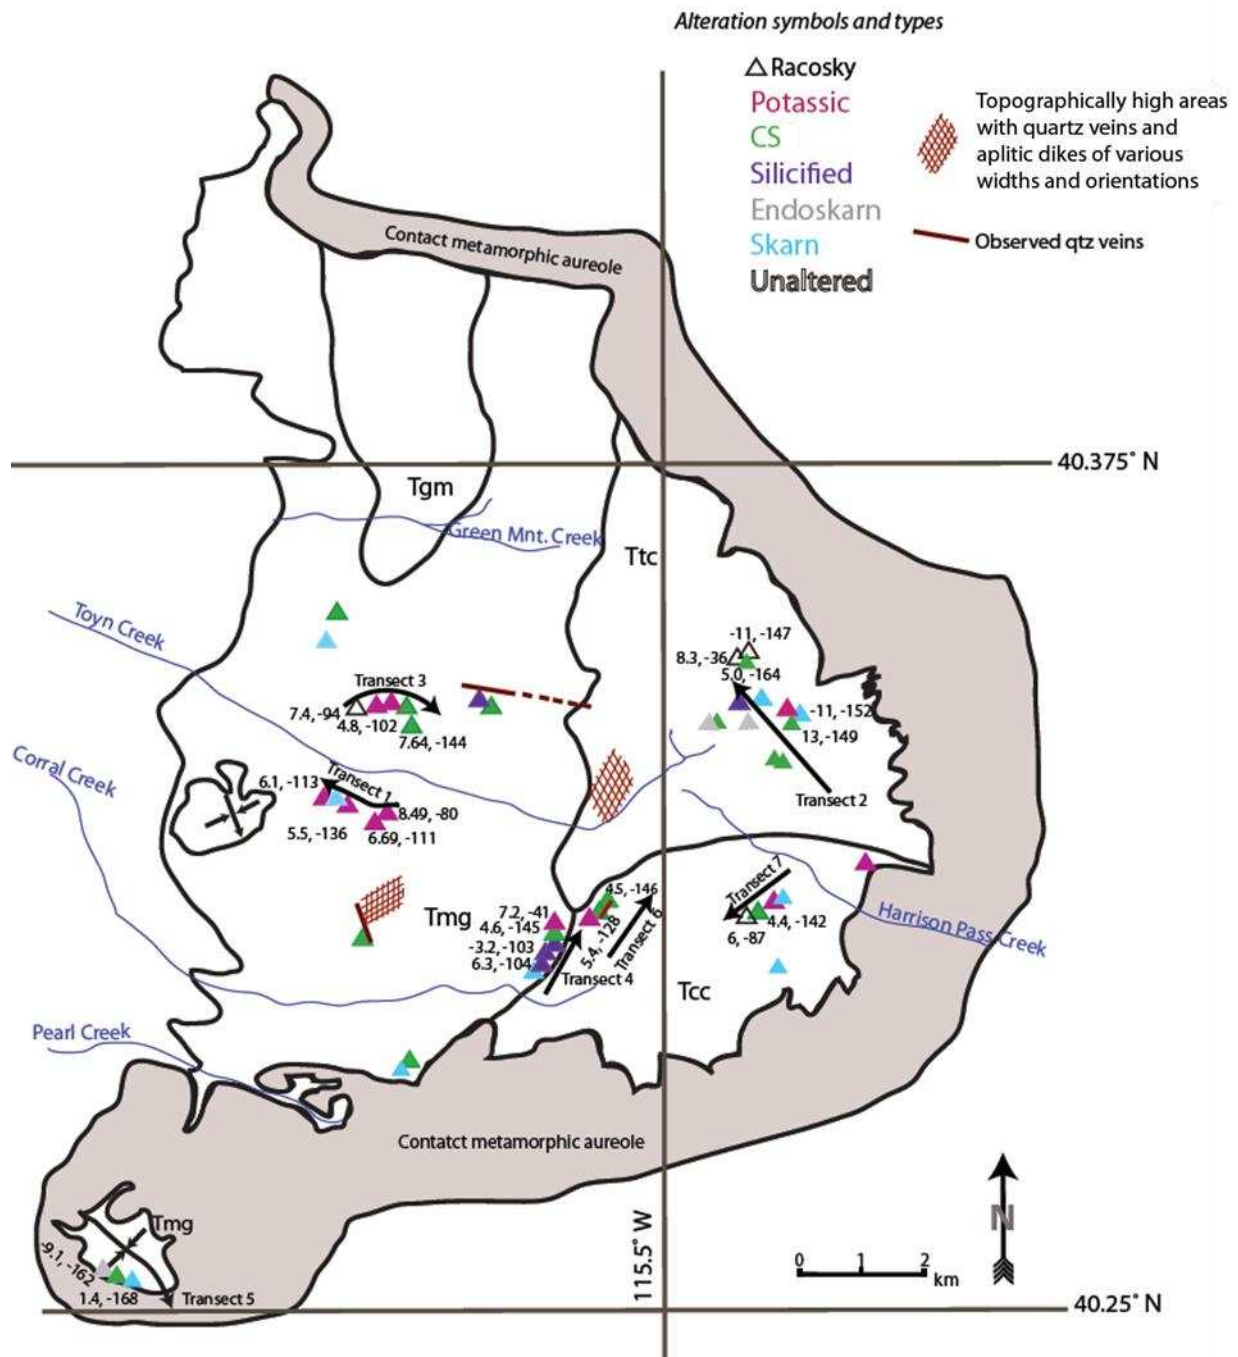 Alteration symbols and types
Racosky
Potassic
CS
Silicified
Endoskarn
Skarn
Unaltered
Topographically high areas
with quartz veins and
aplitic dikes of various
widths and orientations
Observed qtz veins
Contact metamorphic aureole
40.375° N
Tgm
Green Mnt. Creek
Ttc
Toyn Creek
-11, -147
8.3, -36
5.0, -164
Transect 3
7.4, -94
4.8, -102
7.64, -144
-11, -152
13, -149
Corral Creek
6.1, -113
Transect 1
8.49, -80
5.5, -136
6.69, -111
Transect 2
4.5, -146
Transect 7
7.2, -41
Tmg
4.6, -145
4.4, -142
-3.2, -103
6, -87
Harrison Pass Creek
6.3, -104
5.4, -128
Transect 6
Transect 4
Tcc
Pearl Creek
Contatct metamorphic aureole
Tmg
N
-9.1, -162
115.5° W
0 1 2
km
1.4, -168
Transect 5
40.25° N